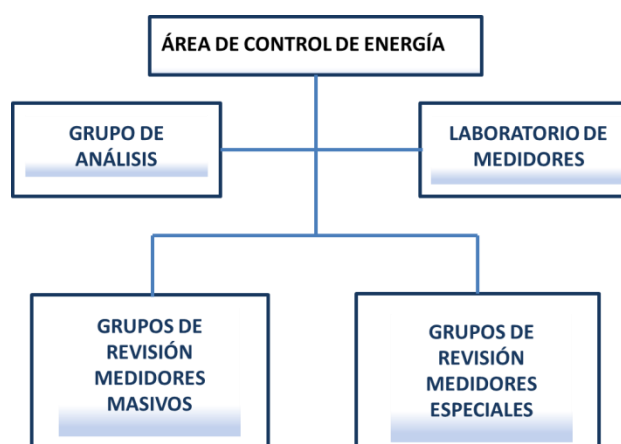 ÁREA DE CONTROL DE ENERGÍA
GRUPO DE
ANÁLISIS
LABORATORIO DE
MEDIDORES
GRUPOS DE
REVISIÓN
MEDIDORES
MASIVOS
GRUPOS DE
REVISIÓN
MEDIDORES
ESPECIALES